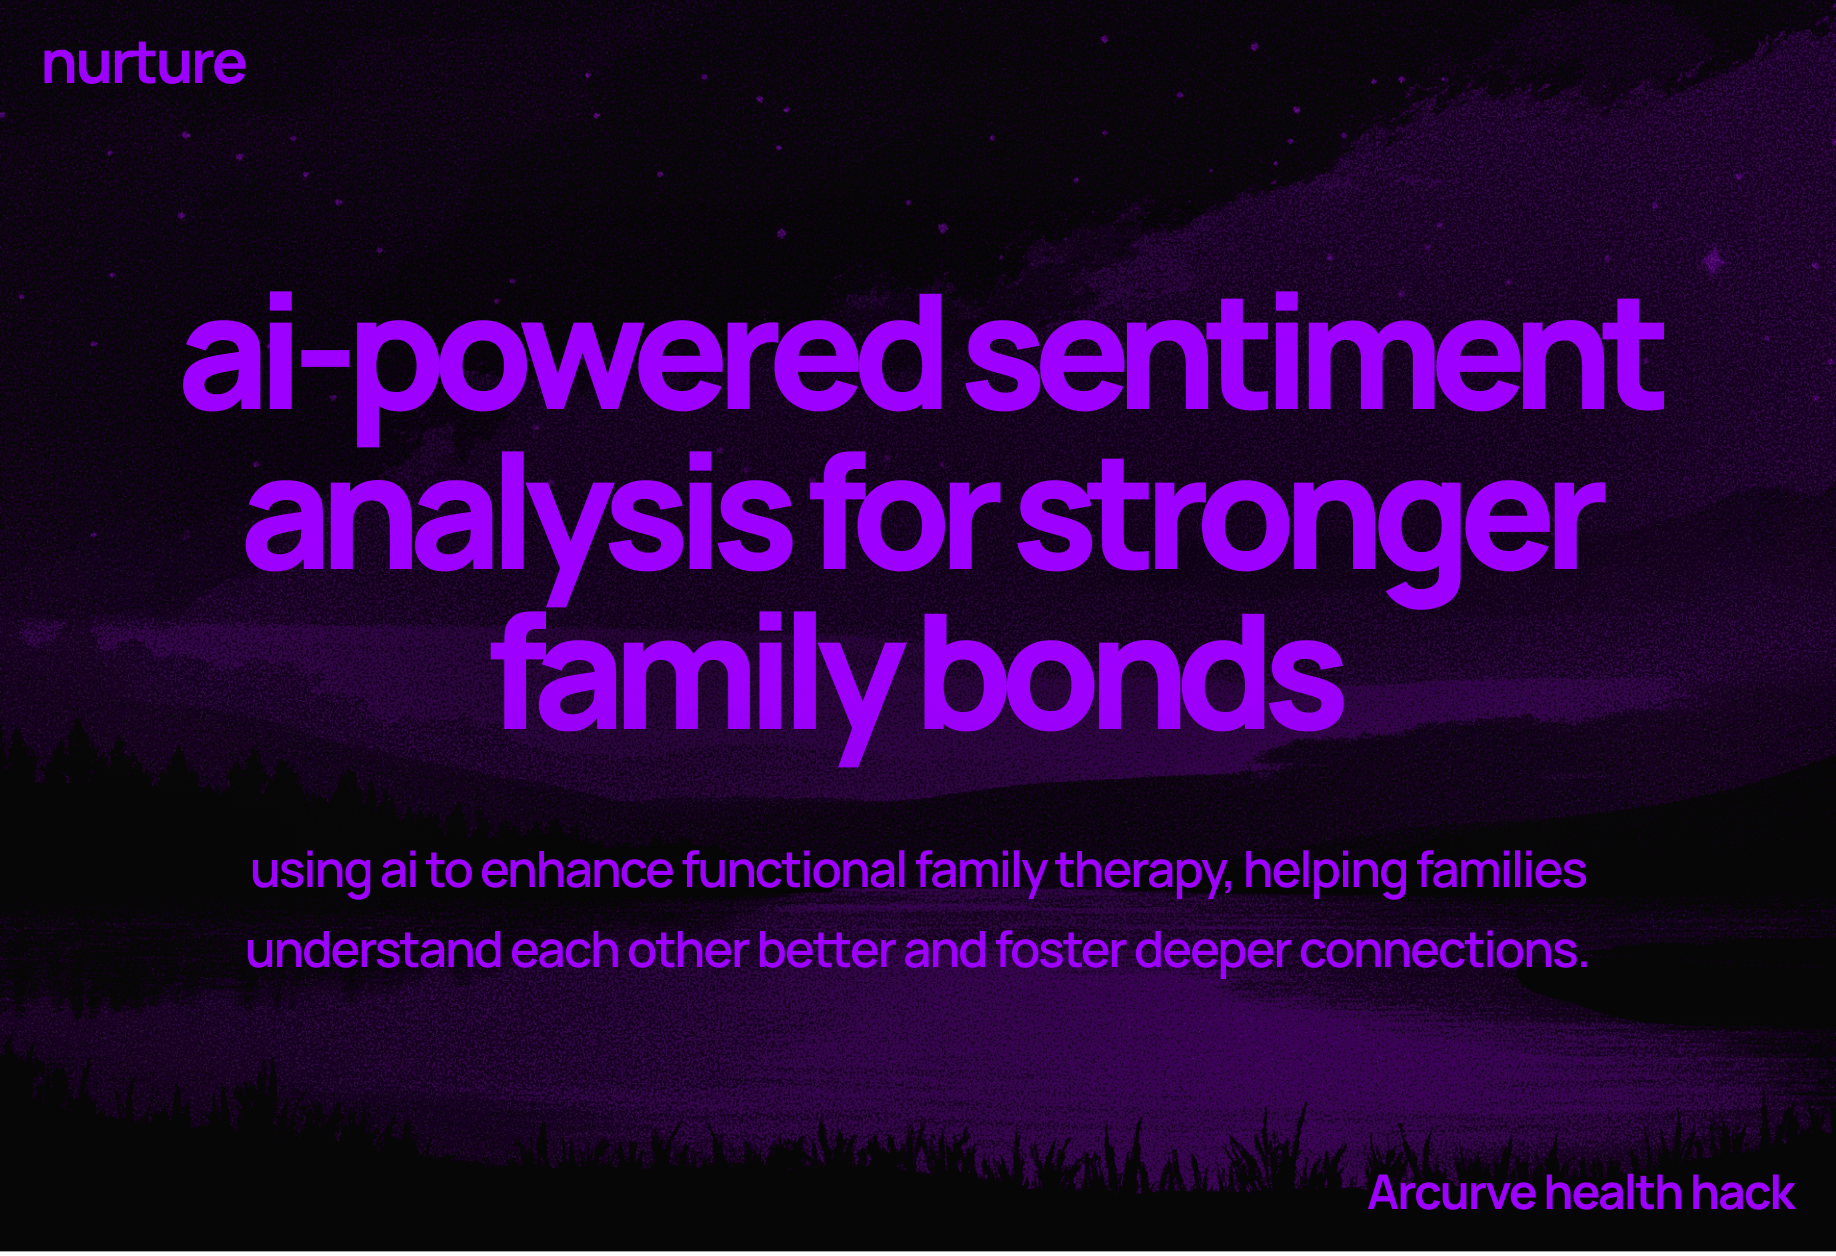 nurture
ai-powered sentiment
analysis for stronger
family bonds
using ai to enhance functional family therapy, helping families
understand each other better and foster deeper connections.
Arcurve health hack